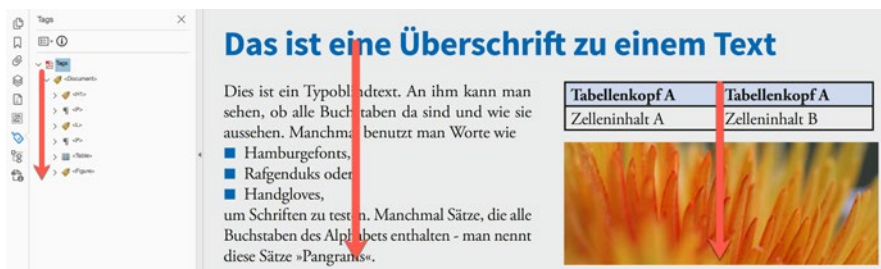 Tags
Tags
<Document>
<H1>
<P>
<L>
<P>
<Table>
<Figure>
Das ist eine Überschrift zu einem Text
Dies ist ein Typoblindtext. An ihm kann man
sehen, ob alle Buchstaben da sind und wie sie
aussehen. Manchmal benutzt man Worte wie
Hamburgefonts,
Rafgenduks oder
Handgloves,
um Schriften zu testen. Manchmal Sätze, die alle
Buchstaben des Alphabets enthalten - man nennt
diese Sätze »Pangrams«.
Tabellenkopf A Tabellenkopf A
Zelleninhalt A Zelleninhalt B